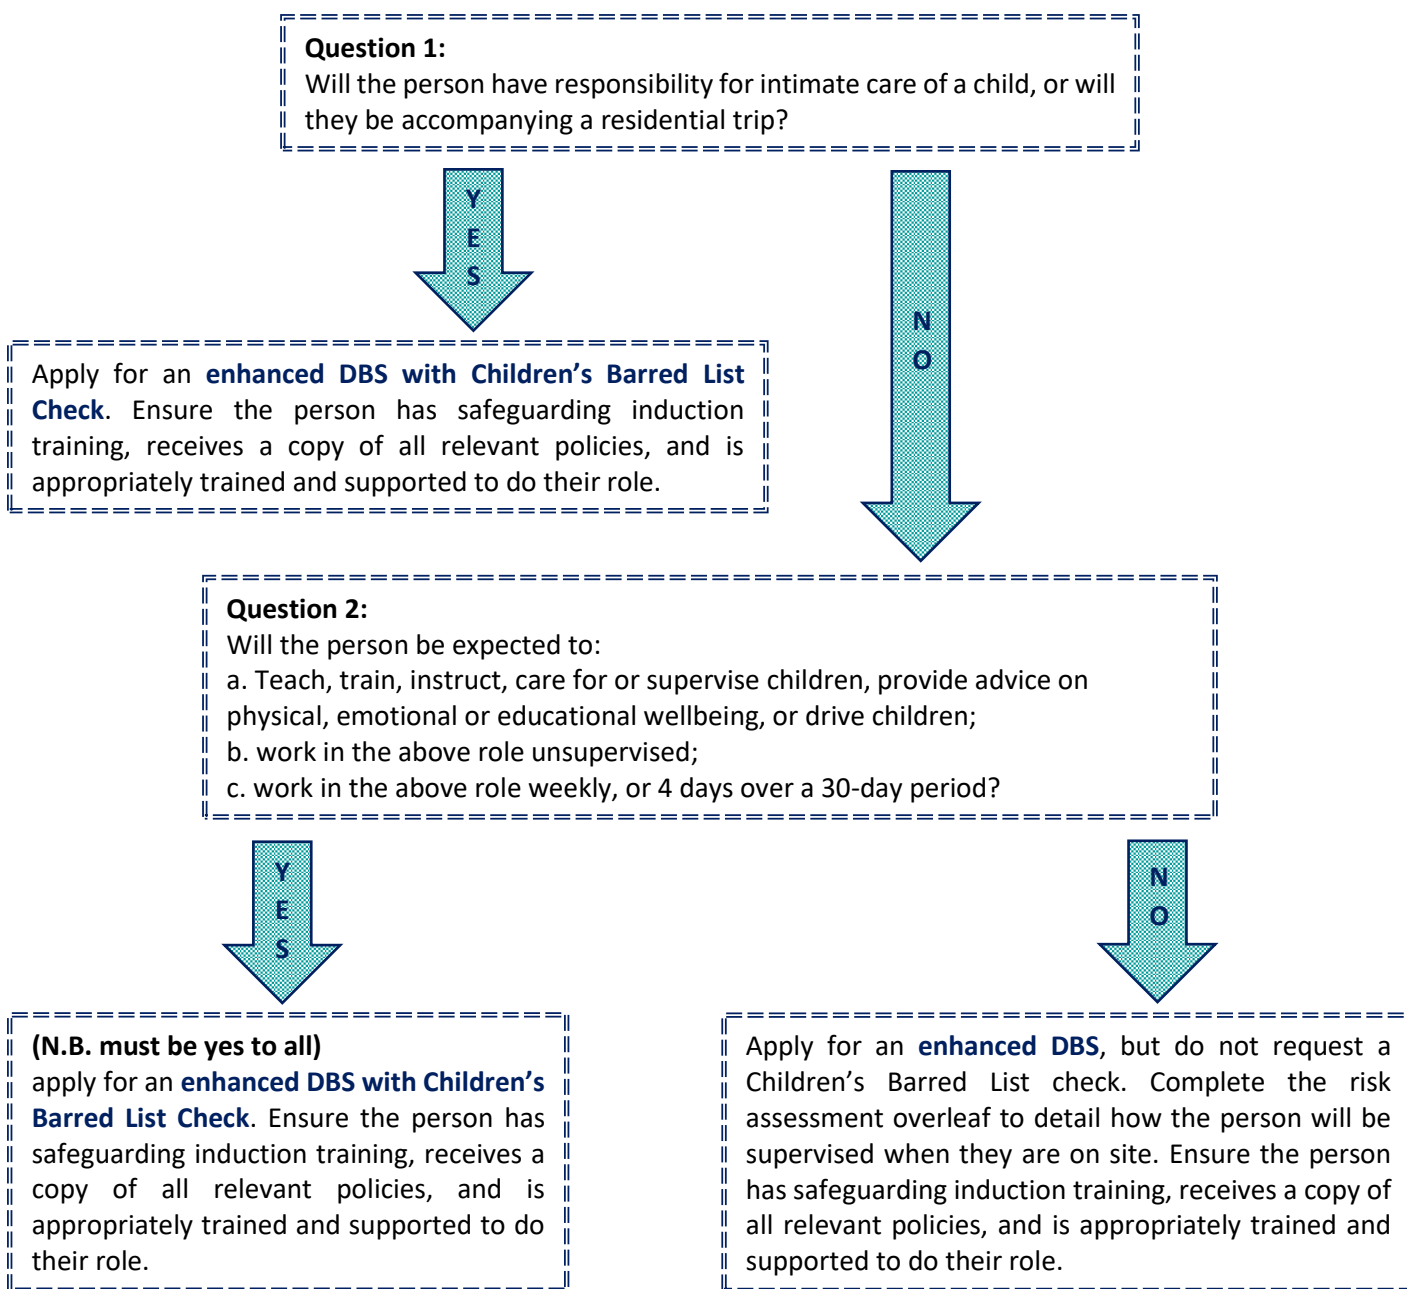 Question 1:
Will the person have responsibility for intimate care of a child, or will
they be accompanying a residential trip?
YES
NO
Apply for an enhanced DBS with Children’s Barred List
Check. Ensure the person has safeguarding induction
training, receives a copy of all relevant policies, and is
appropriately trained and supported to do their role.
Question 2:
Will the person be expected to:
a. Teach, train, instruct, care for or supervise children, provide advice on
physical, emotional or educational wellbeing, or drive children;
b. work in the above role unsupervised;
c. work in the above role weekly, or 4 days over a 30-day period?
YES
NO
(N.B. must be yes to all)
apply for an enhanced DBS with Children’s
Barred List Check. Ensure the person has
safeguarding induction training, receives a
copy of all relevant policies, and is
appropriately trained and supported to do
their role.
Apply for an enhanced DBS, but do not request a
Children’s Barred List check. Complete the risk
assessment overleaf to detail how the person will be
supervised when they are on site. Ensure the person
has safeguarding induction training, receives a copy of
all relevant policies, and is appropriately trained and
supported to do their role.